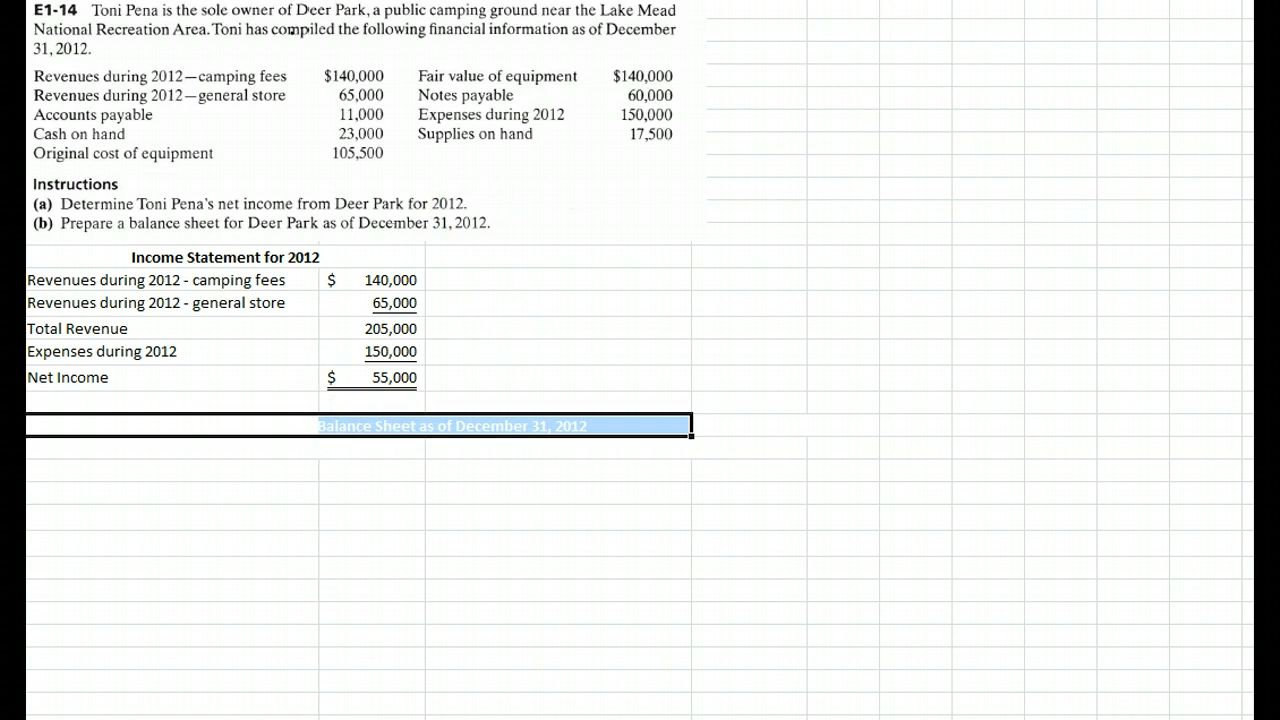 E1-14 Toni Pena is the sole owner of Deer Park, a public camping ground near the Lake Mead
National Recreation Area. Toni has compiled the following financial information as of December
31, 2012.
Revenues during 2012—camping fees $140,000 Fair value of equipment $140,000
Revenues during 2012—general store 65,000 Notes payable 60,000
Accounts payable 11,000 Expenses during 2012 150,000
Cash on hand 23,000 Supplies on hand 17,500
Original cost of equipment 105,500
Instructions
(a) Determine Toni Pena's net income from Deer Park for 2012.
(b) Prepare a balance sheet for Deer Park as of December 31, 2012.
Income Statement for 2012
Revenues during 2012 - camping fees $ 140,000
Revenues during 2012 - general store 65,000
Total Revenue 205,000
Expenses during 2012 150,000
Net Income $ 55,000
Balance Sheet as of December 31, 2012